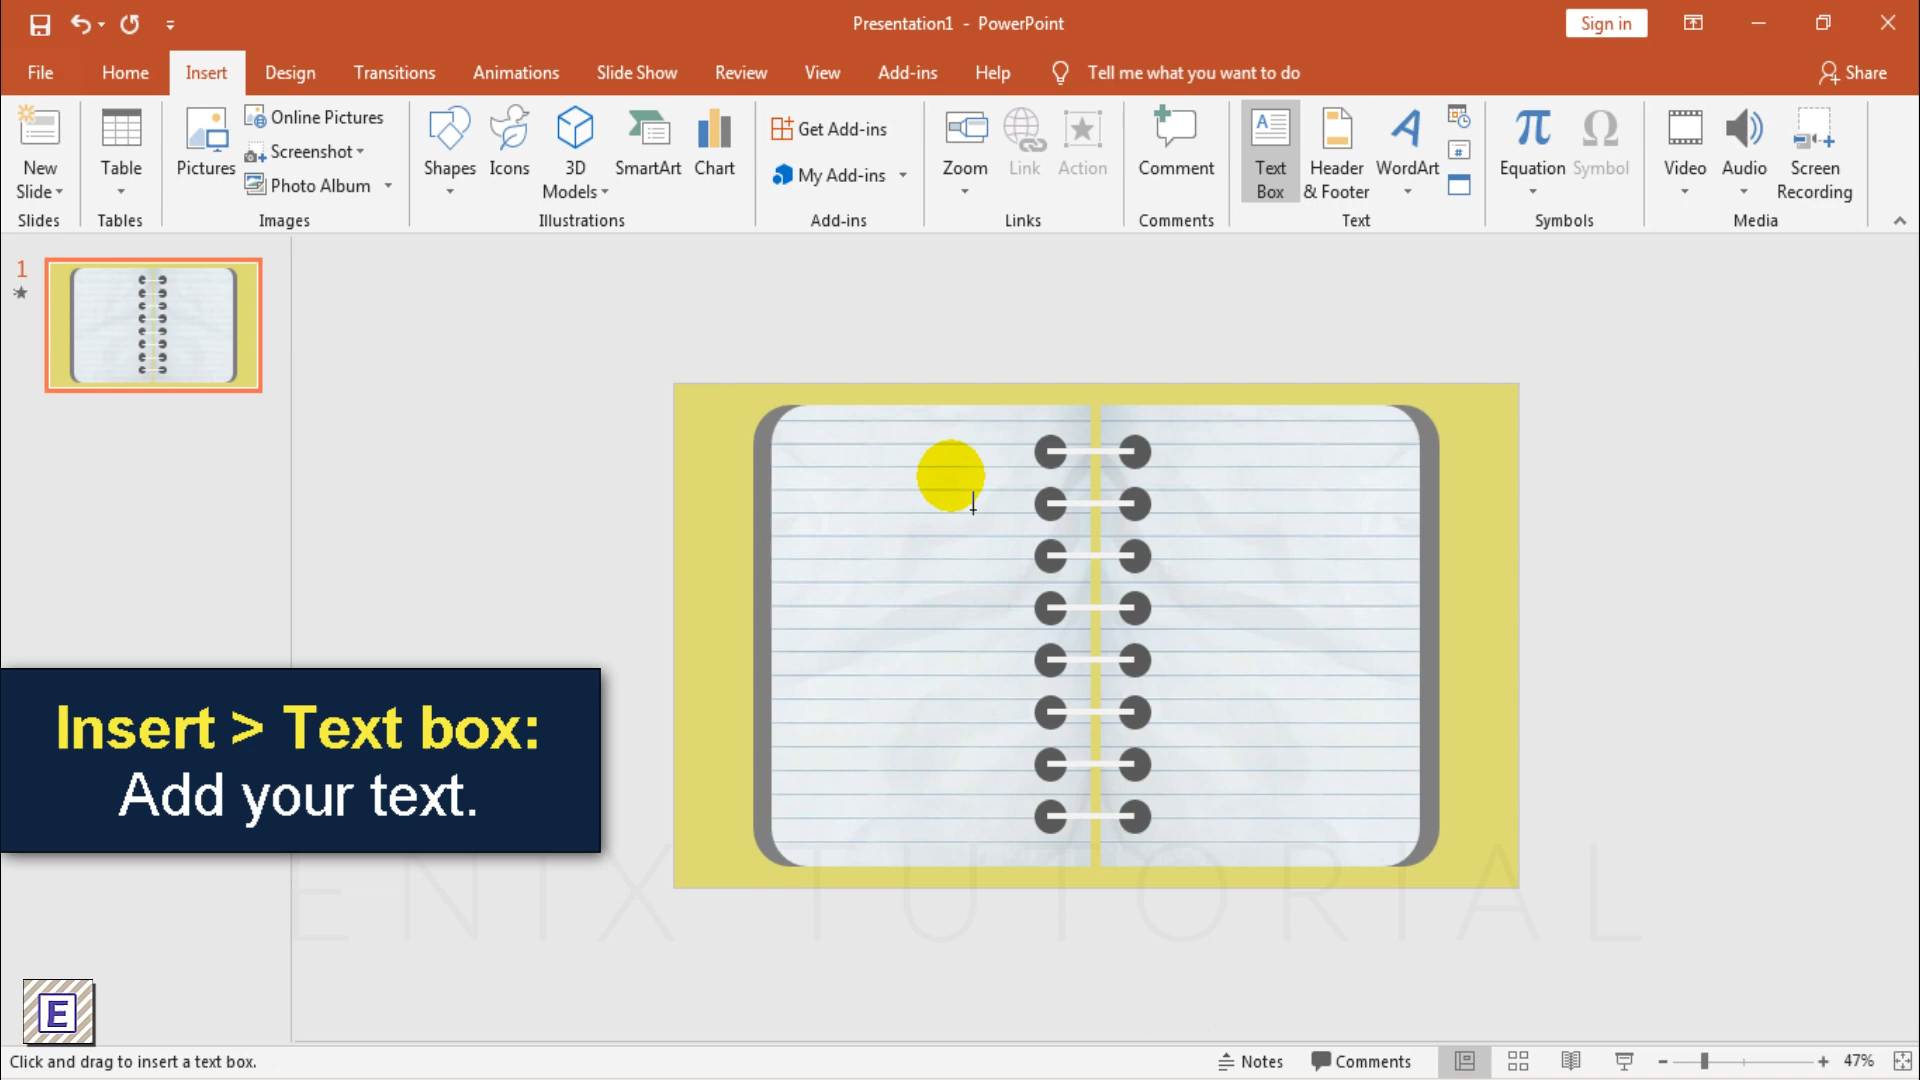 Presentation1 - PowerPoint
Sign in
File Home Insert Design Transitions Animations Slide Show Review View Add-ins Help Tell me what you want to do Share
New Slide
Slides
Table
Tables
Pictures
Online Pictures
Screenshot
Photo Album
Images
Shapes
Icons
3D Models
SmartArt
Chart
Illustrations
Get Add-ins
My Add-ins
Add-ins
Zoom
Link
Action
Links
Comment
Comments
A
Text Box
Header & Footer
A
WordArt
#
Text
π
Equation
Ω
Symbol
Symbols
Video
Audio
Screen Recording
Media
1
Insert > Text box:
Add your text.
ENIX TUTORIAL
E
Click and drag to insert a text box.
Notes
Comments
47%